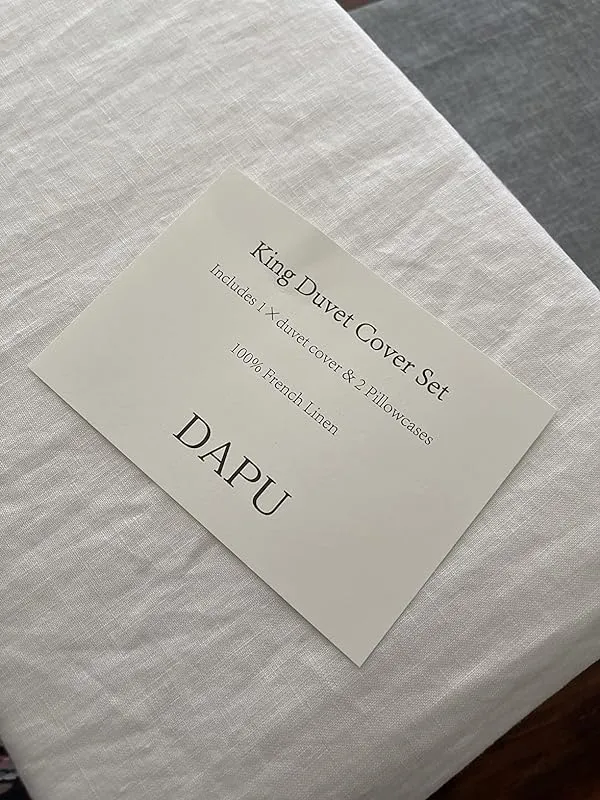 King Duvet Cover Set
Includes 1 × duvet cover & 2 Pillowcases
100% French Linen
DAPU